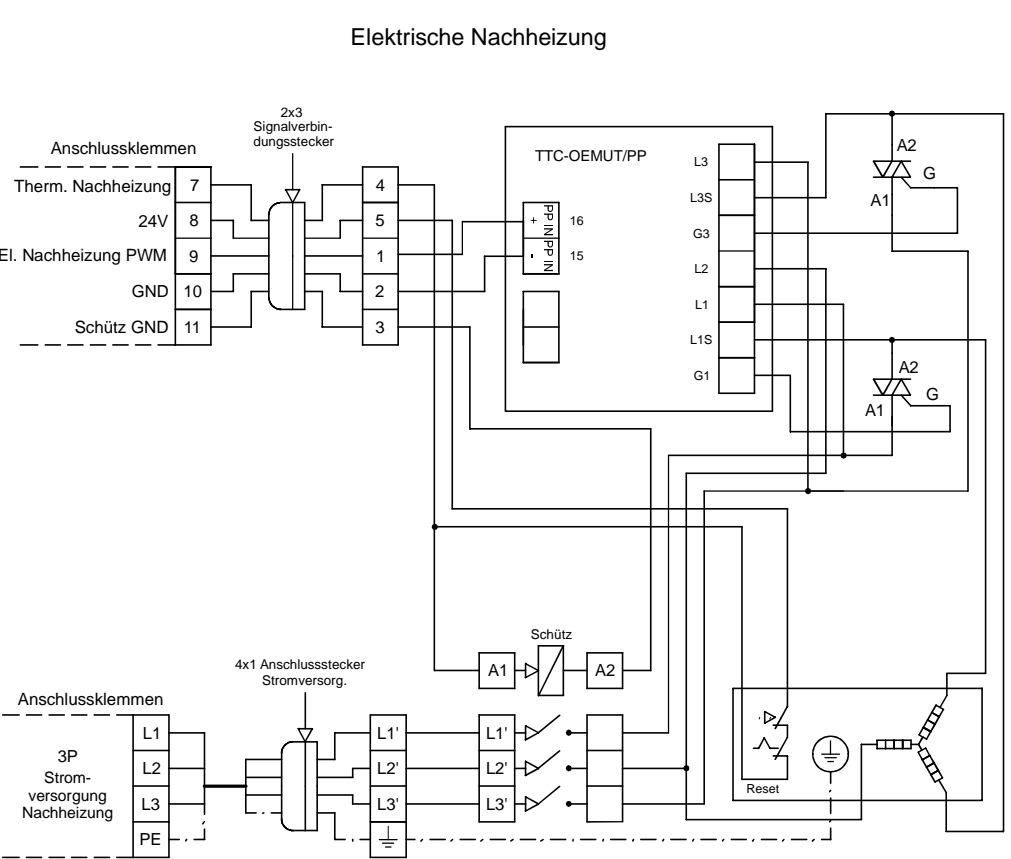 Elektrische Nachheizung
2x3
Signalverbin-
dungsstecker
Anschlussklemmen
Therm. Nachheizung 7
24V 8
El. Nachheizung PWM 9
GND 10
Schütz GND 11
4
5
1
2
3
TTC-OEMUT/PP
+ PP IN 16
- PP IN 15
L3
L3S
G3
L2
L1
L1S
G1
A2
G
A1
A2
G
A1
Schütz
A1
A2
4x1 Anschlussstecker
Stromversorg.
Anschlussklemmen
3P
Strom-
versorgung
Nachheizung
L1
L2
L3
PE
L1'
L2'
L3'
L1'
L2'
L3'
Reset